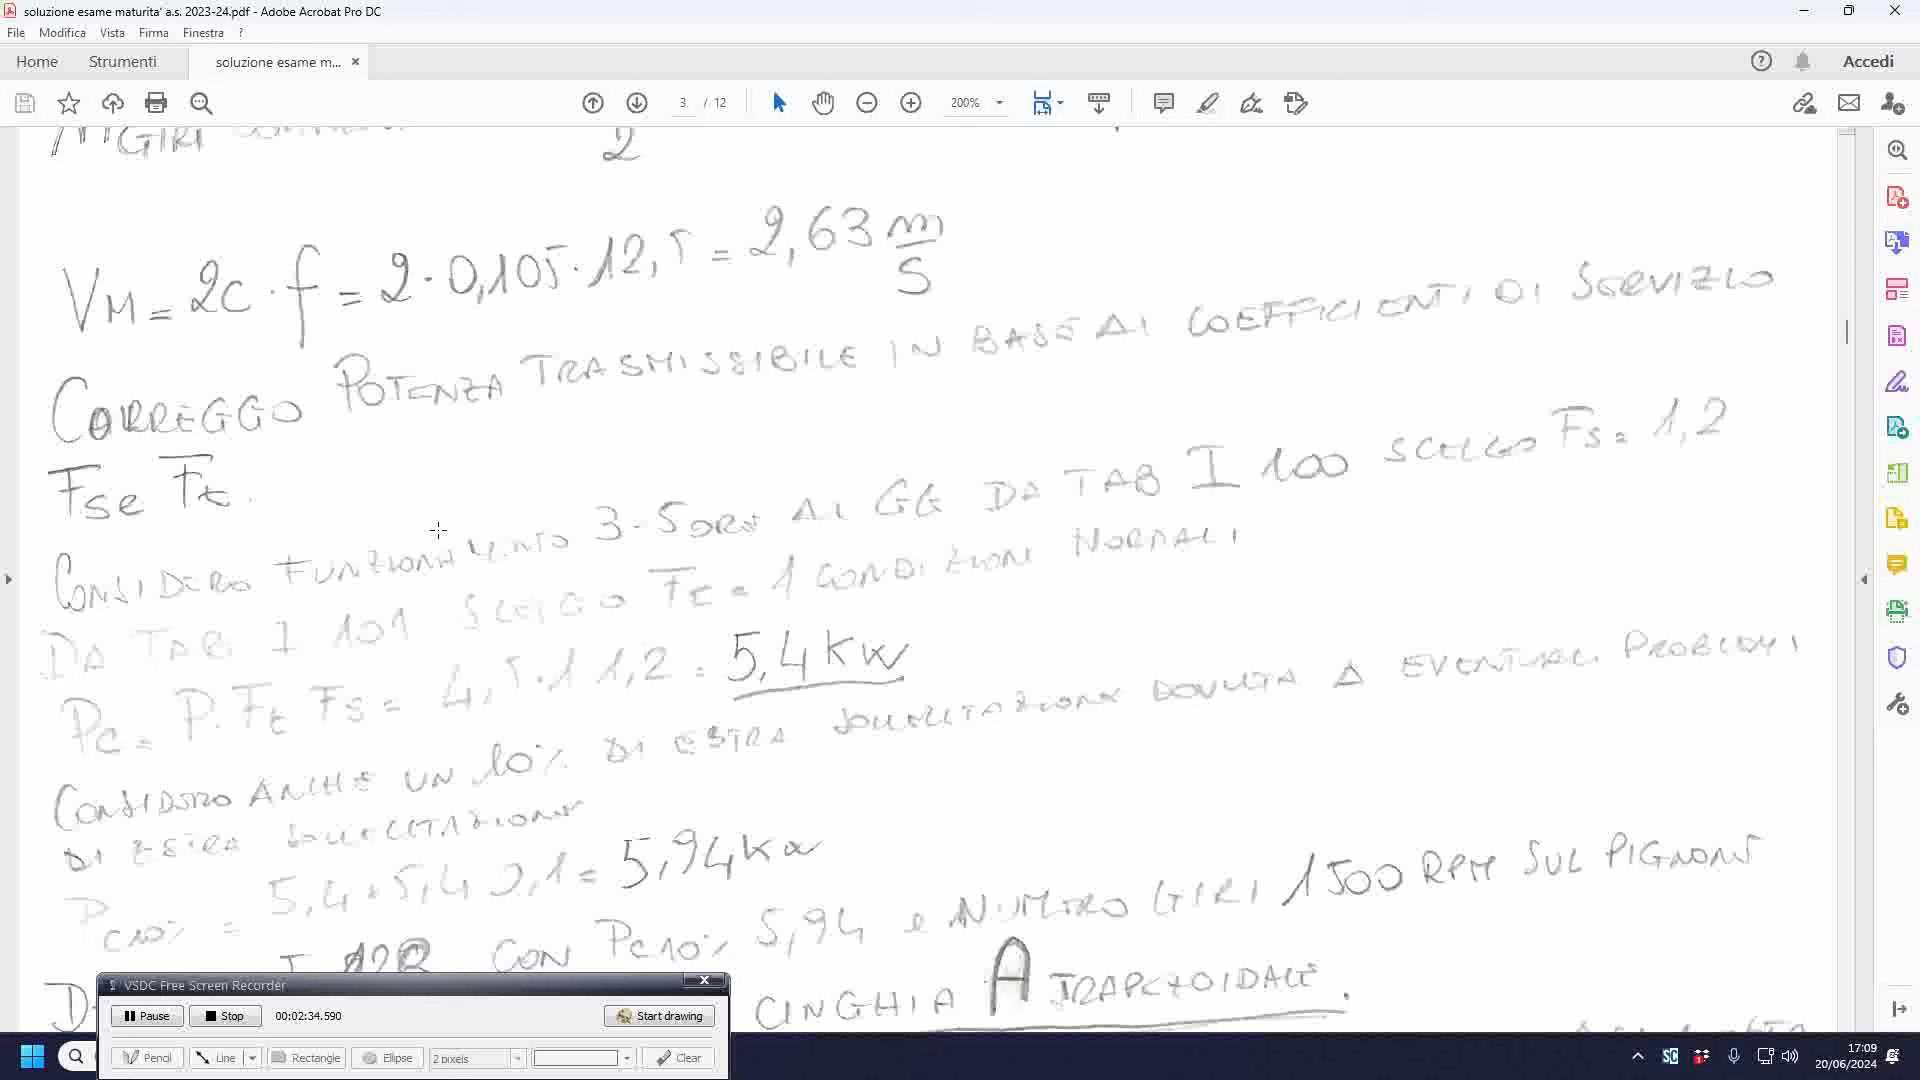 soluzione esame maturita' a.s. 2023-24.pdf - Adobe Acrobat Pro DC
File Modifica Vista Firma Finestra ?
Home Strumenti soluzione esame m... × Accedi
3 / 12 200%
GIRI
2
VM = 2C · f = 2 · 0,105 · 12,5 = 2,63 m/s
CORREGGO POTENZA TRASMISSIBILE IN BASE AI COEFFICIENTI DI SERVIZIO
Fs e Ft.
CONSIDERO FUNZIONAMENTO 3-5 ORE AL GG DA TAB I 100 SCELGO Fs = 1,2
DA TAB. I 101 SCELGO Ft = 1 CONDIZIONI NORMALI
Pc = P. Ft Fs = 4,5 · 1 1,2 = 5,4 KW
CONSIDERO ANCHE UN 10% DI EXTRA SOLLECITAZIONE DOVUTA A EVENTUALI PROBLEMI
DI EXTRA SOLLECITAZIONE
Pc10% = 5,4 + 5,4 0,1 = 5,94 Kw
I CON Pc10% 5,94 e NUMERO GIRI 1500 RPM SUL PIGNONE
CINGHIA A TRAPEZOIDALE.
VSDC Free Screen Recorder
Pause Stop 00:02:34.590 Start drawing
Pencil Line Rectangle Ellipse 2 pixels Clear
17:09
20/06/2024